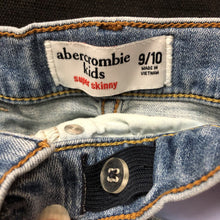 abercrombie
kids
super skinny
9/10
MADE IN
VIETNAM